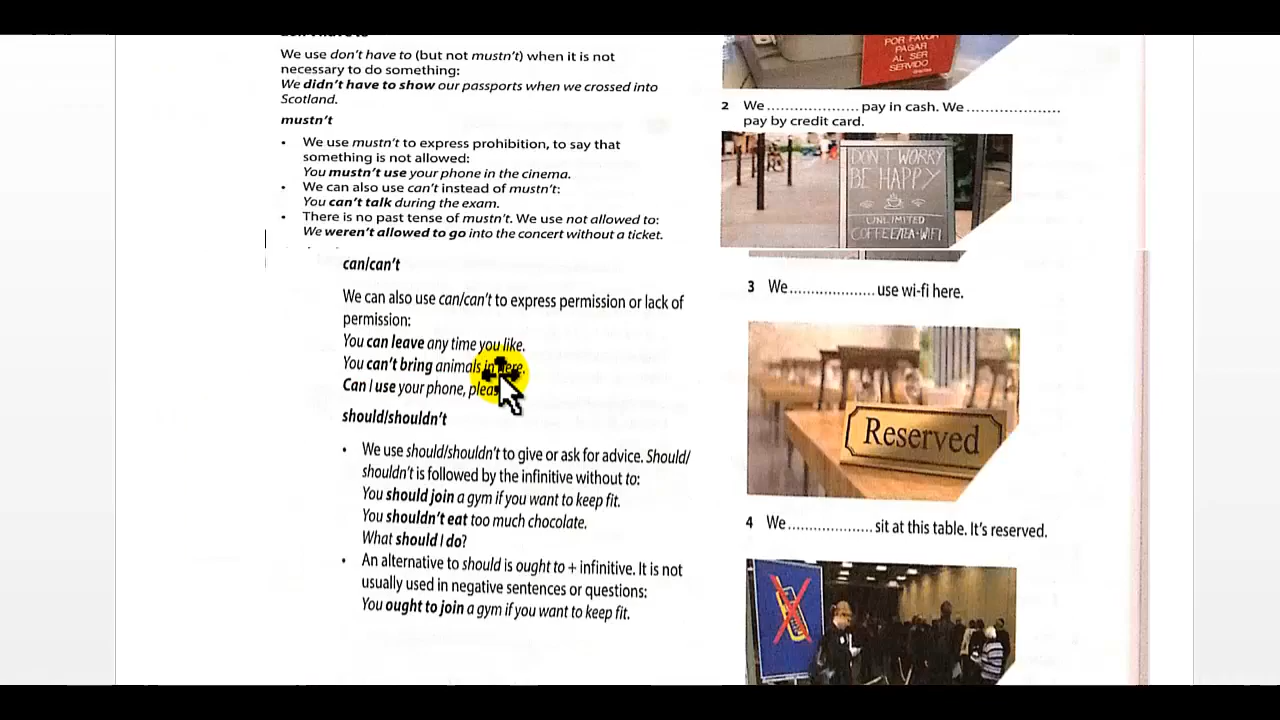 We use don't have to (but not mustn't) when it is not
necessary to do something:
We didn't have to show our passports when we crossed into
Scotland.
mustn't
• We use mustn't to express prohibition, to say that
something is not allowed:
You mustn't use your phone in the cinema.
• We can also use can't instead of mustn't:
You can't talk during the exam.
• There is no past tense of mustn't. We use not allowed to:
We weren't allowed to go into the concert without a ticket.
can/can't
We can also use can/can't to express permission or lack of
permission:
You can leave any time you like.
You can't bring animals in here.
Can I use your phone,
should/shouldn't
• We use should/shouldn't to give or ask for advice. Should/
shouldn't is followed by the infinitive without to:
You should join a gym if you want to keep fit.
You shouldn't eat too much chocolate.
What should I do?
• An alternative to should is ought to + infinitive. It is not
usually used in negative sentences or questions:
You ought to join a gym if you want to keep fit.
POR FAVOR
PAGAR
AL SER
SERVIDO
2 We .................... pay in cash. We ....................
pay by credit card.
DON'T WORRY
BE HAPPY
UNLIMITED
COFFEE/TEA+WIFI
3 We .................... use wi-fi here.
Reserved
4 We .................... sit at this table. It's reserved.